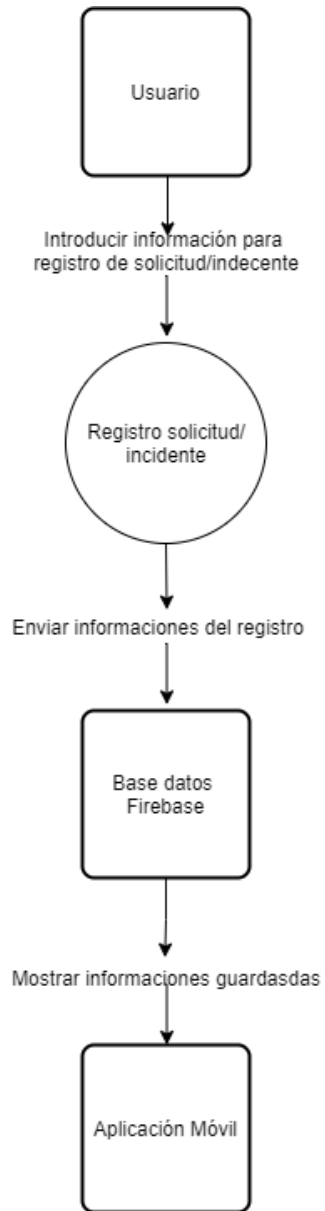 Usuario
Introducir información para
registro de solicitud/indecente
Registro solicitud/
incidente
Enviar informaciones del registro
Base datos
Firebase
Mostrar informaciones guardasdas
Aplicación Móvil